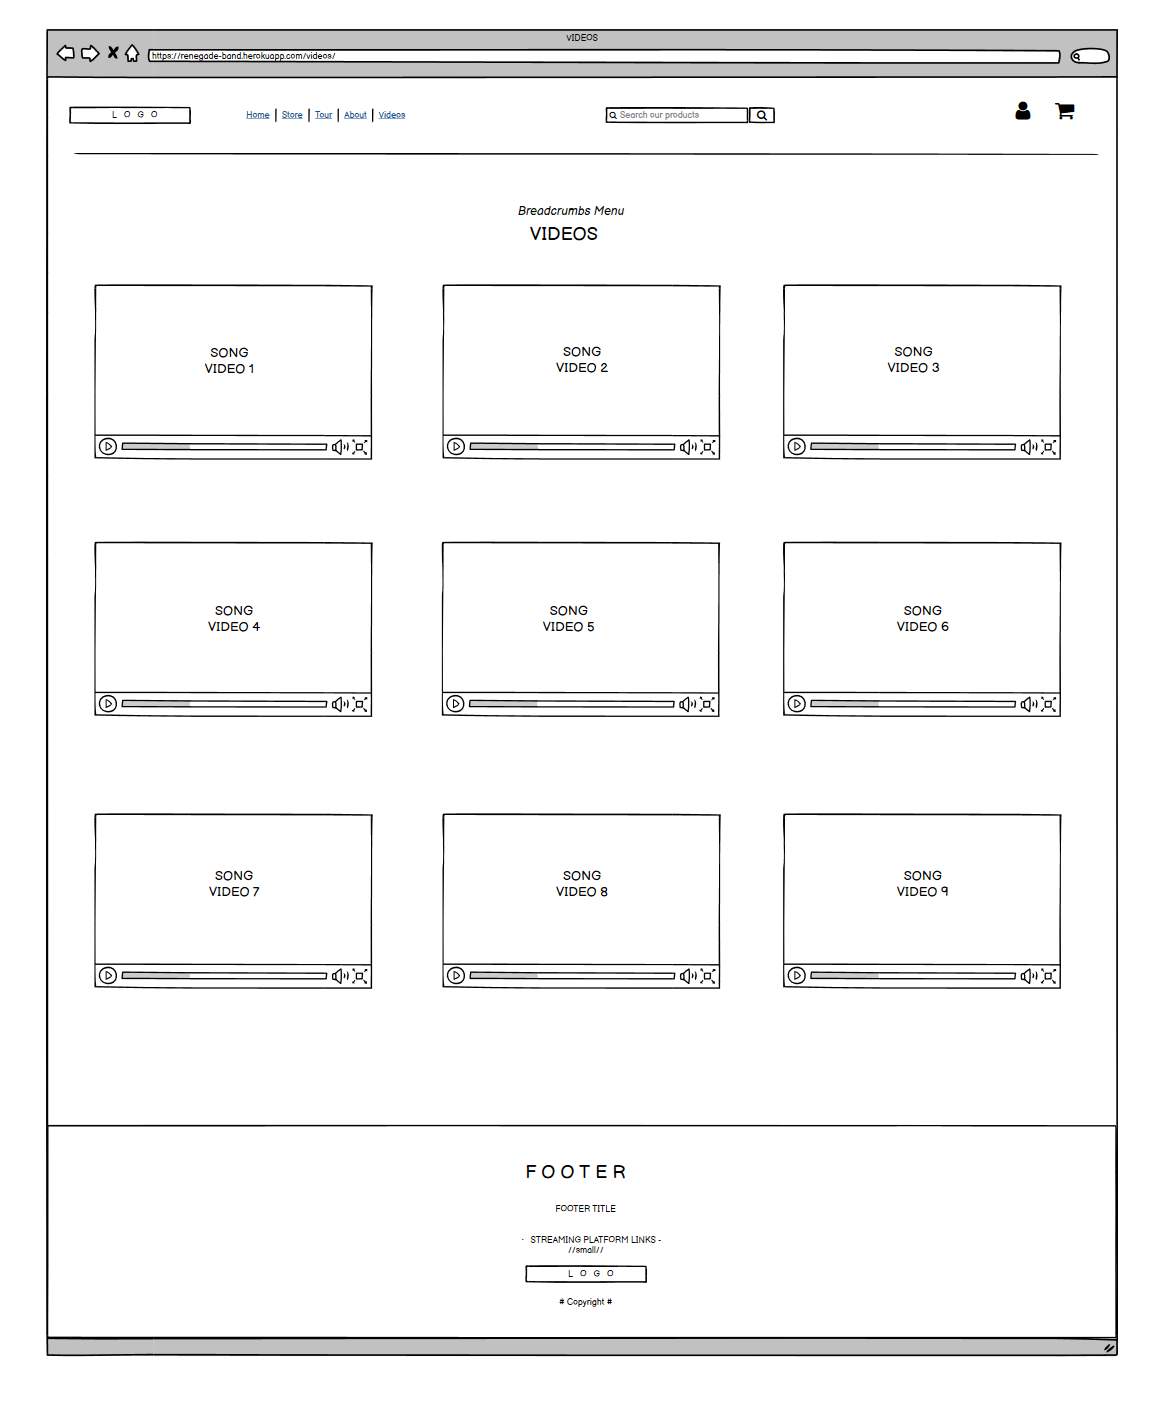 VIDEOS
https://renegade-band.herokuapp.com/videos/
L O G O
Home | Store | Tour | About | Videos
Search our products
Breadcrumbs Menu
VIDEOS
SONG
VIDEO 1
SONG
VIDEO 2
SONG
VIDEO 3
SONG
VIDEO 4
SONG
VIDEO 5
SONG
VIDEO 6
SONG
VIDEO 7
SONG
VIDEO 8
SONG
VIDEO 9
F O O T E R
FOOTER TITLE
- STREAMING PLATFORM LINKS -
//small//
L O G O
# Copyright #